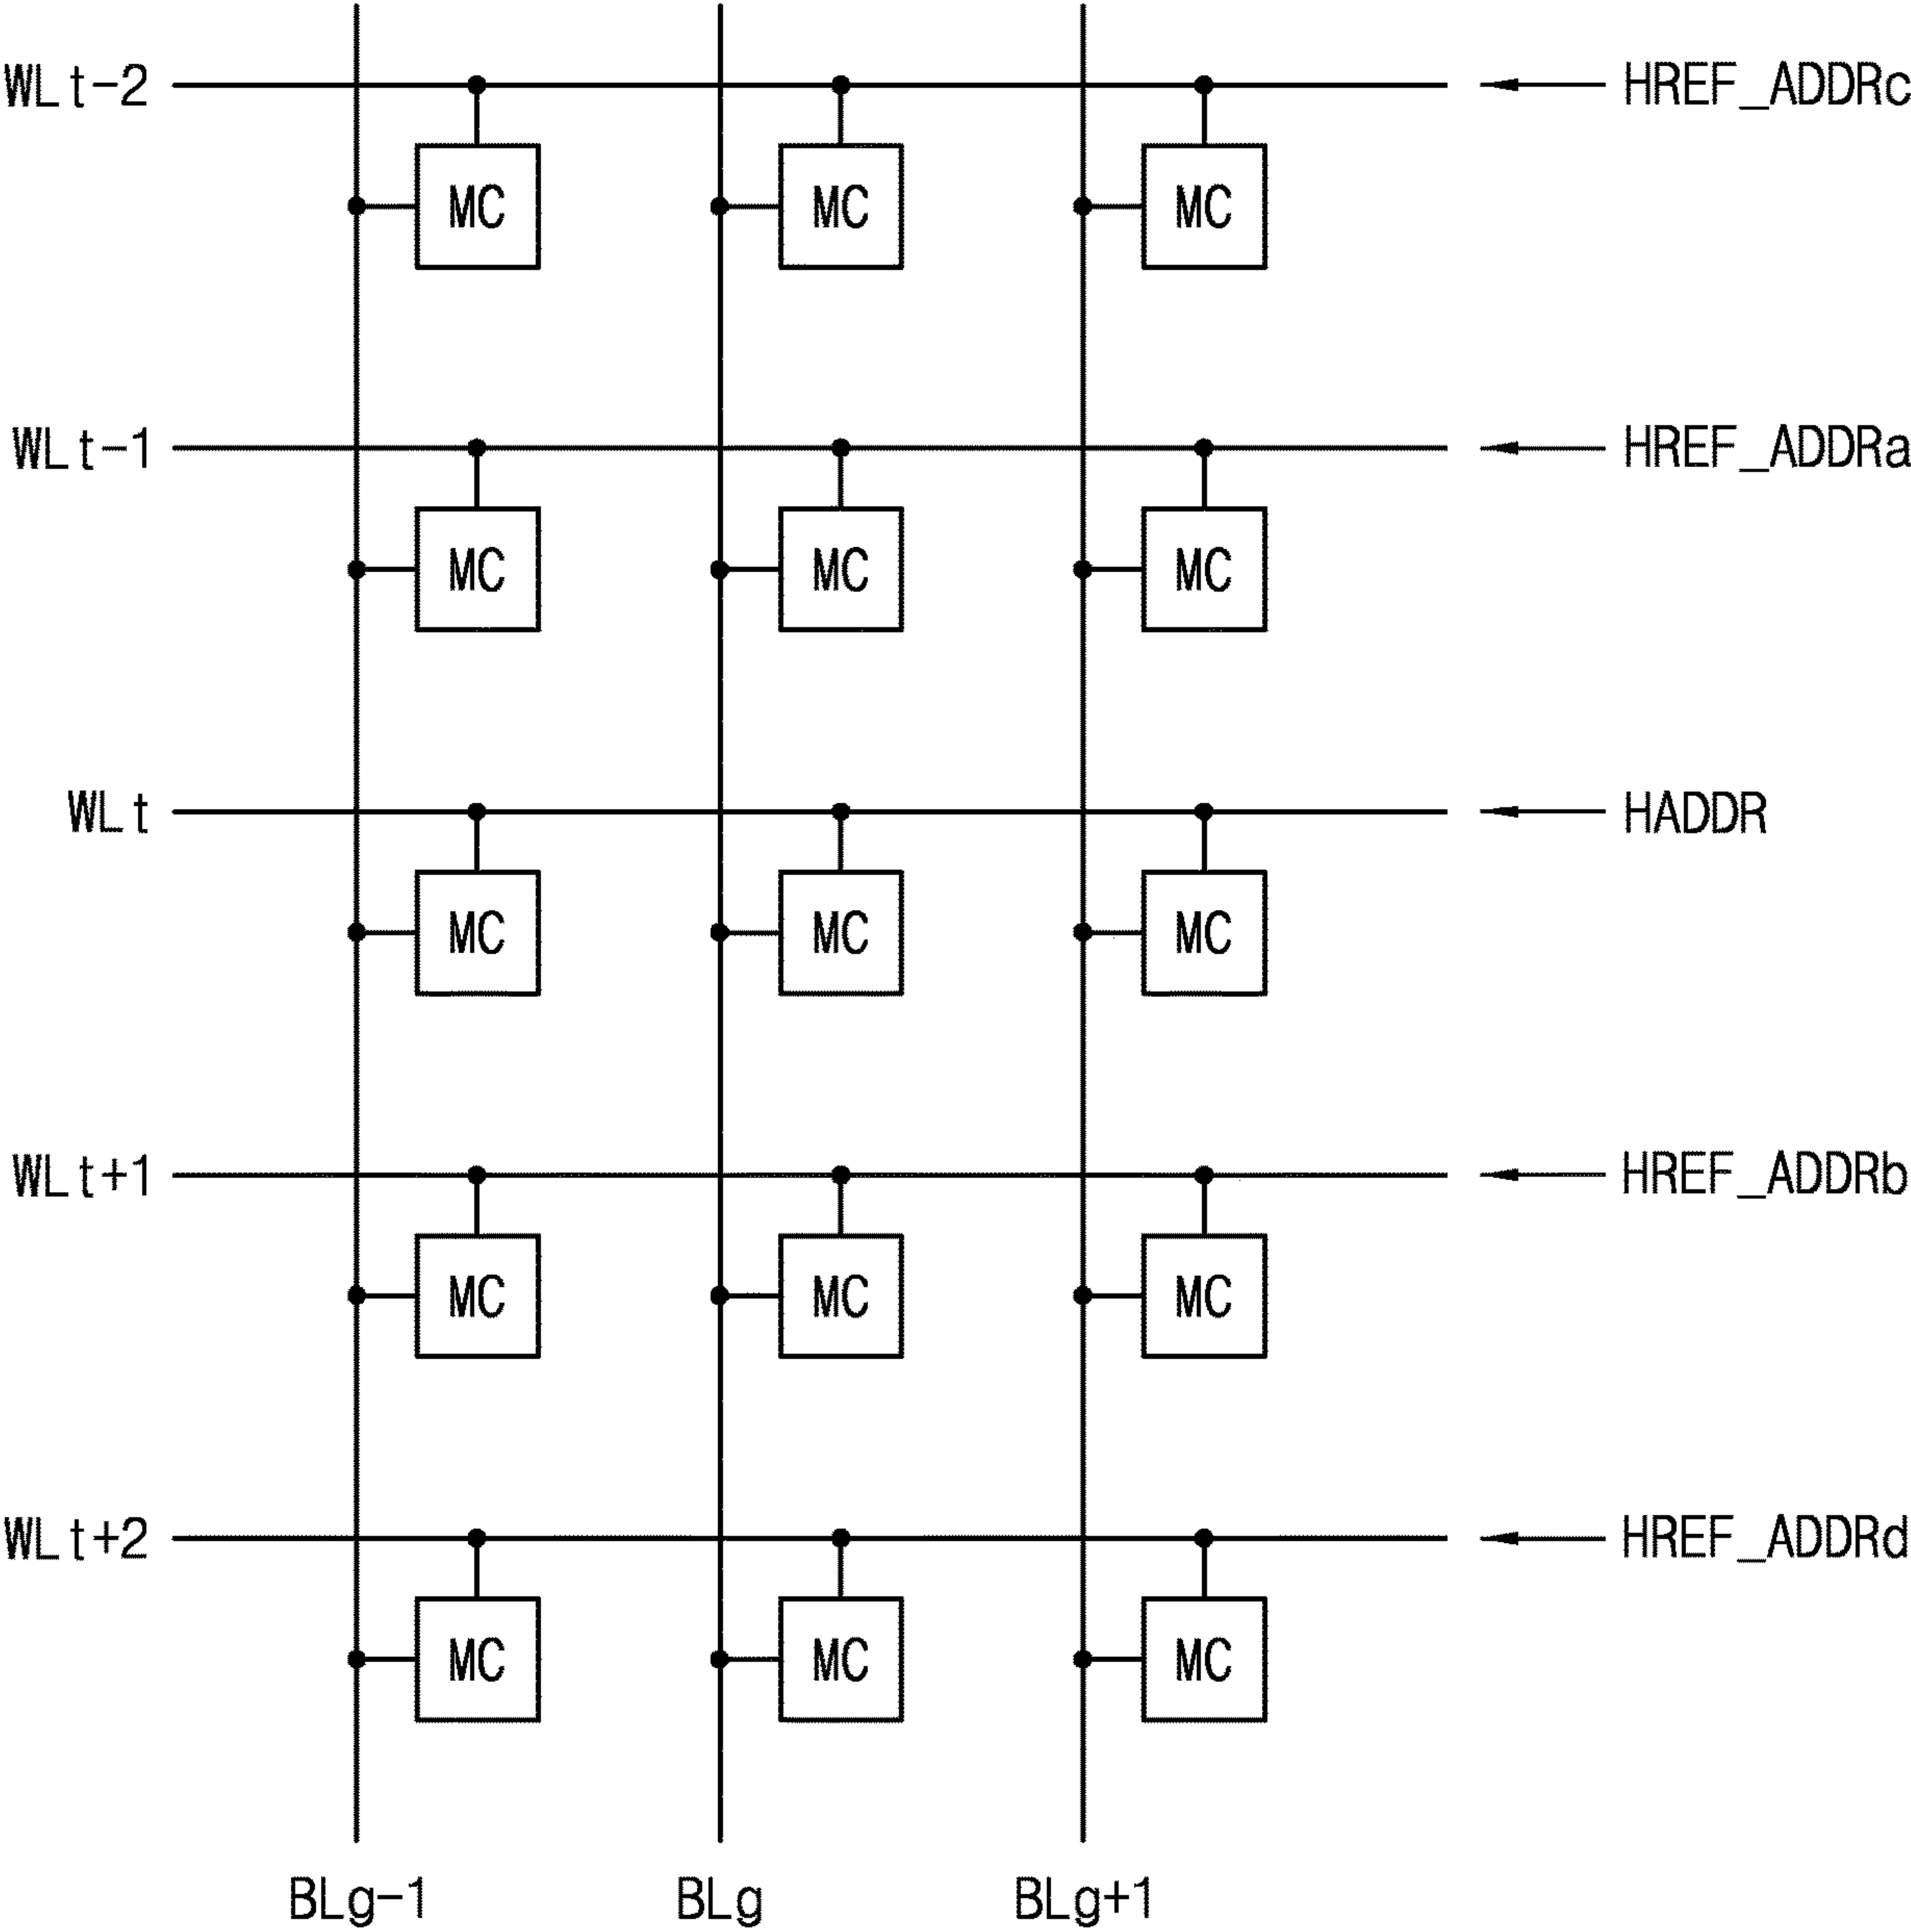 WLt-2 HREF_ADDRc
MC MC MC
WLt-1 HREF_ADDRa
MC MC MC
WLt HADDR
MC MC MC
WLt+1 HREF_ADDRb
MC MC MC
WLt+2 HREF_ADDRd
MC MC MC
BLg-1 BLg BLg+1